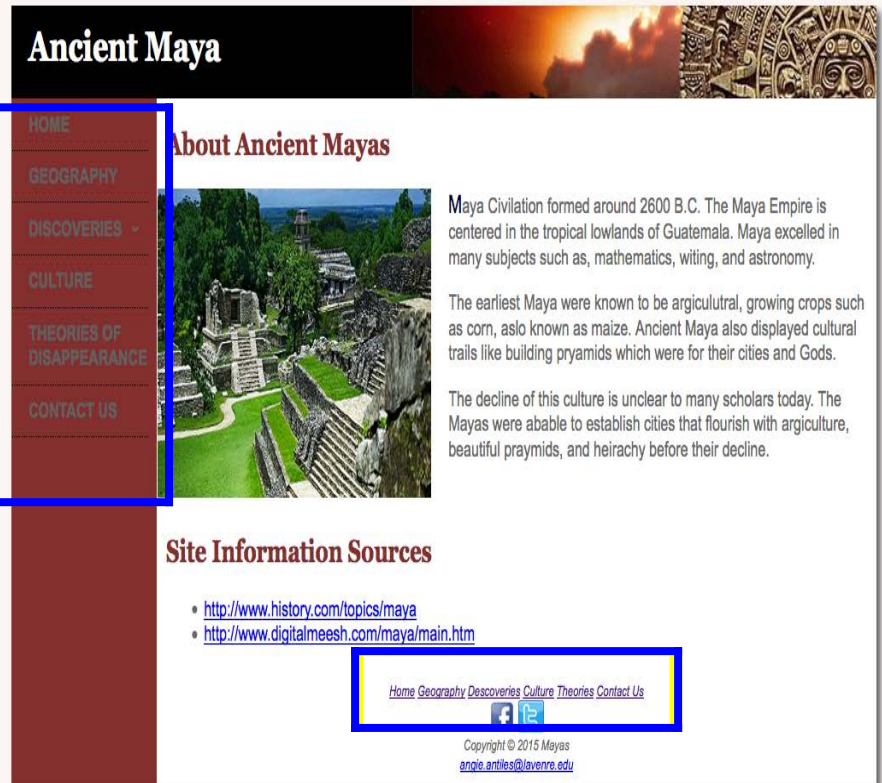 Ancient Maya
HOME
GEOGRAPHY
DISCOVERIES
CULTURE
THEORIES OF
DISAPPEARANCE
CONTACT US
About Ancient Mayas
Maya Civilation formed around 2600 B.C. The Maya Empire is
centered in the tropical lowlands of Guatemala. Maya excelled in
many subjects such as, mathematics, witing, and astronomy.
The earliest Maya were known to be argiculutral, growing crops such
as corn, aslo known as maize. Ancient Maya also displayed cultural
trails like building pryamids which were for their cities and Gods.
The decline of this culture is unclear to many scholars today. The
Mayas were abable to establish cities that flourish with argiculture,
beautiful praymids, and heirachy before their decline.
Site Information Sources
http://www.history.com/topics/maya
http://www.digitalmeesh.com/maya/main.htm
Home Geography Descoveries Culture Theories Contact Us
Copyright © 2015 Mayas
angie.antiles@lavenre.edu